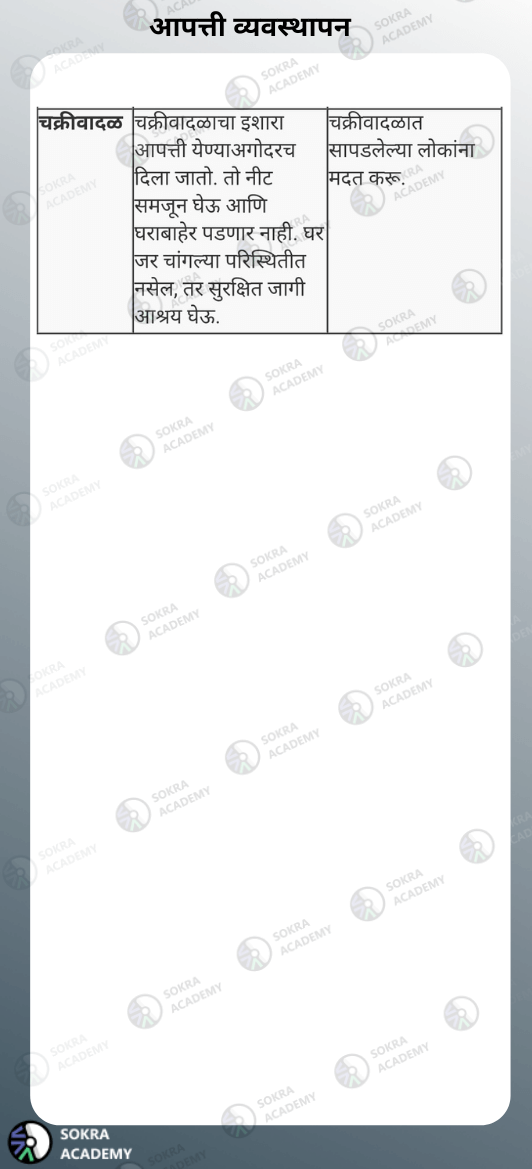 आपत्ती व्यवस्थापन
चक्रीवादळ
चक्रीवादळाचा इशारा
आपत्ती येण्याअगोदरच
दिला जातो. तो नीट
समजून घेऊ आणि
घराबाहेर पडणार नाही. घर
जर चांगल्या परिस्थितीत
नसेल, तर सुरक्षित जागी
आश्रय घेऊ.
चक्रीवादळात
सापडलेल्या लोकांना
मदत करू.
SOKRA
ACADEMY